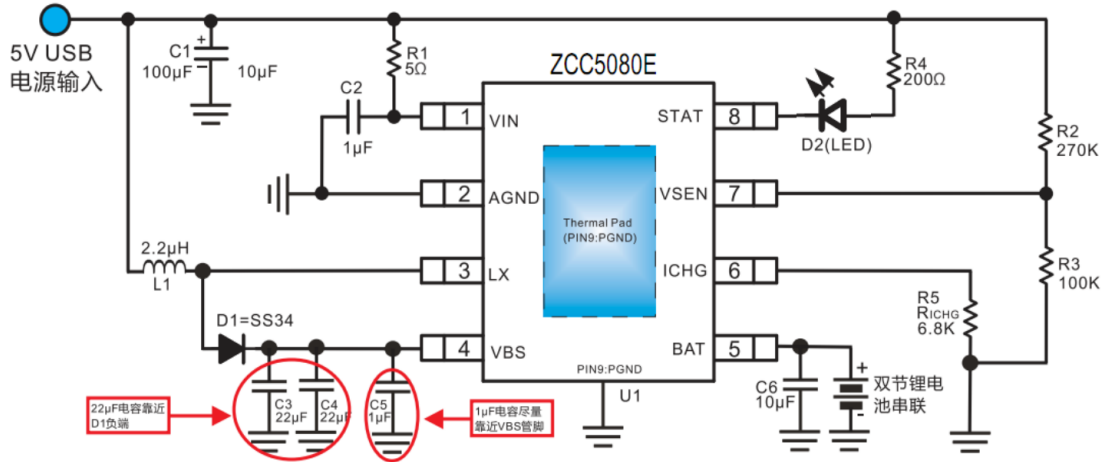 5V USB
电源输入
C1
+
100μF
10μF
R1
5Ω
ZCC5080E
R4
200Ω
C2
1μF
1
VIN
STAT
8
D2(LED)
R2
270K
2
AGND
VSEN
7
Thermal Pad
(PIN9:PGND)
2.2μH
L1
3
LX
ICHG
6
R3
100K
R5
RICHG
6.8K
D1=SS34
4
VBS
BAT
5
PIN9:PGND
U1
C3
22μF
C4
22μF
C5
1μF
C6
10μF
+
-
双节锂电
池串联
22μF电容靠近
D1负端
1μF电容尽量
靠近VBS管脚